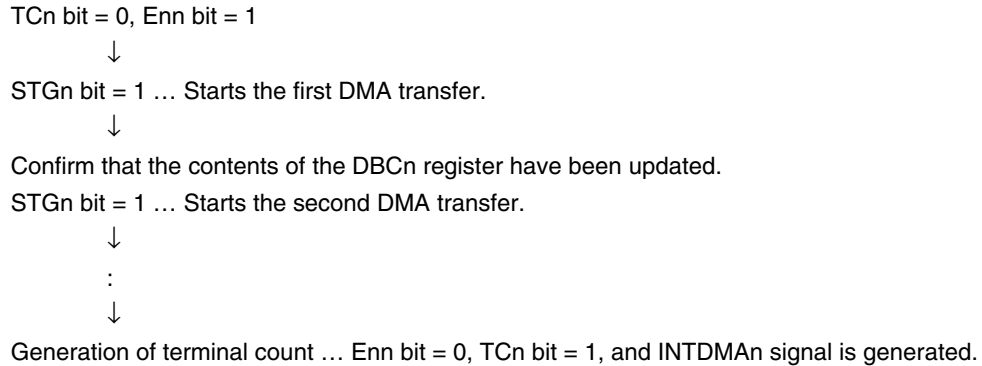 TCn bit = 0, Enn bit = 1
↓
STGn bit = 1 … Starts the first DMA transfer.
↓
Confirm that the contents of the DBCn register have been updated.
STGn bit = 1 … Starts the second DMA transfer.
↓
:
↓
Generation of terminal count … Enn bit = 0, TCn bit = 1, and INTDMAn signal is generated.